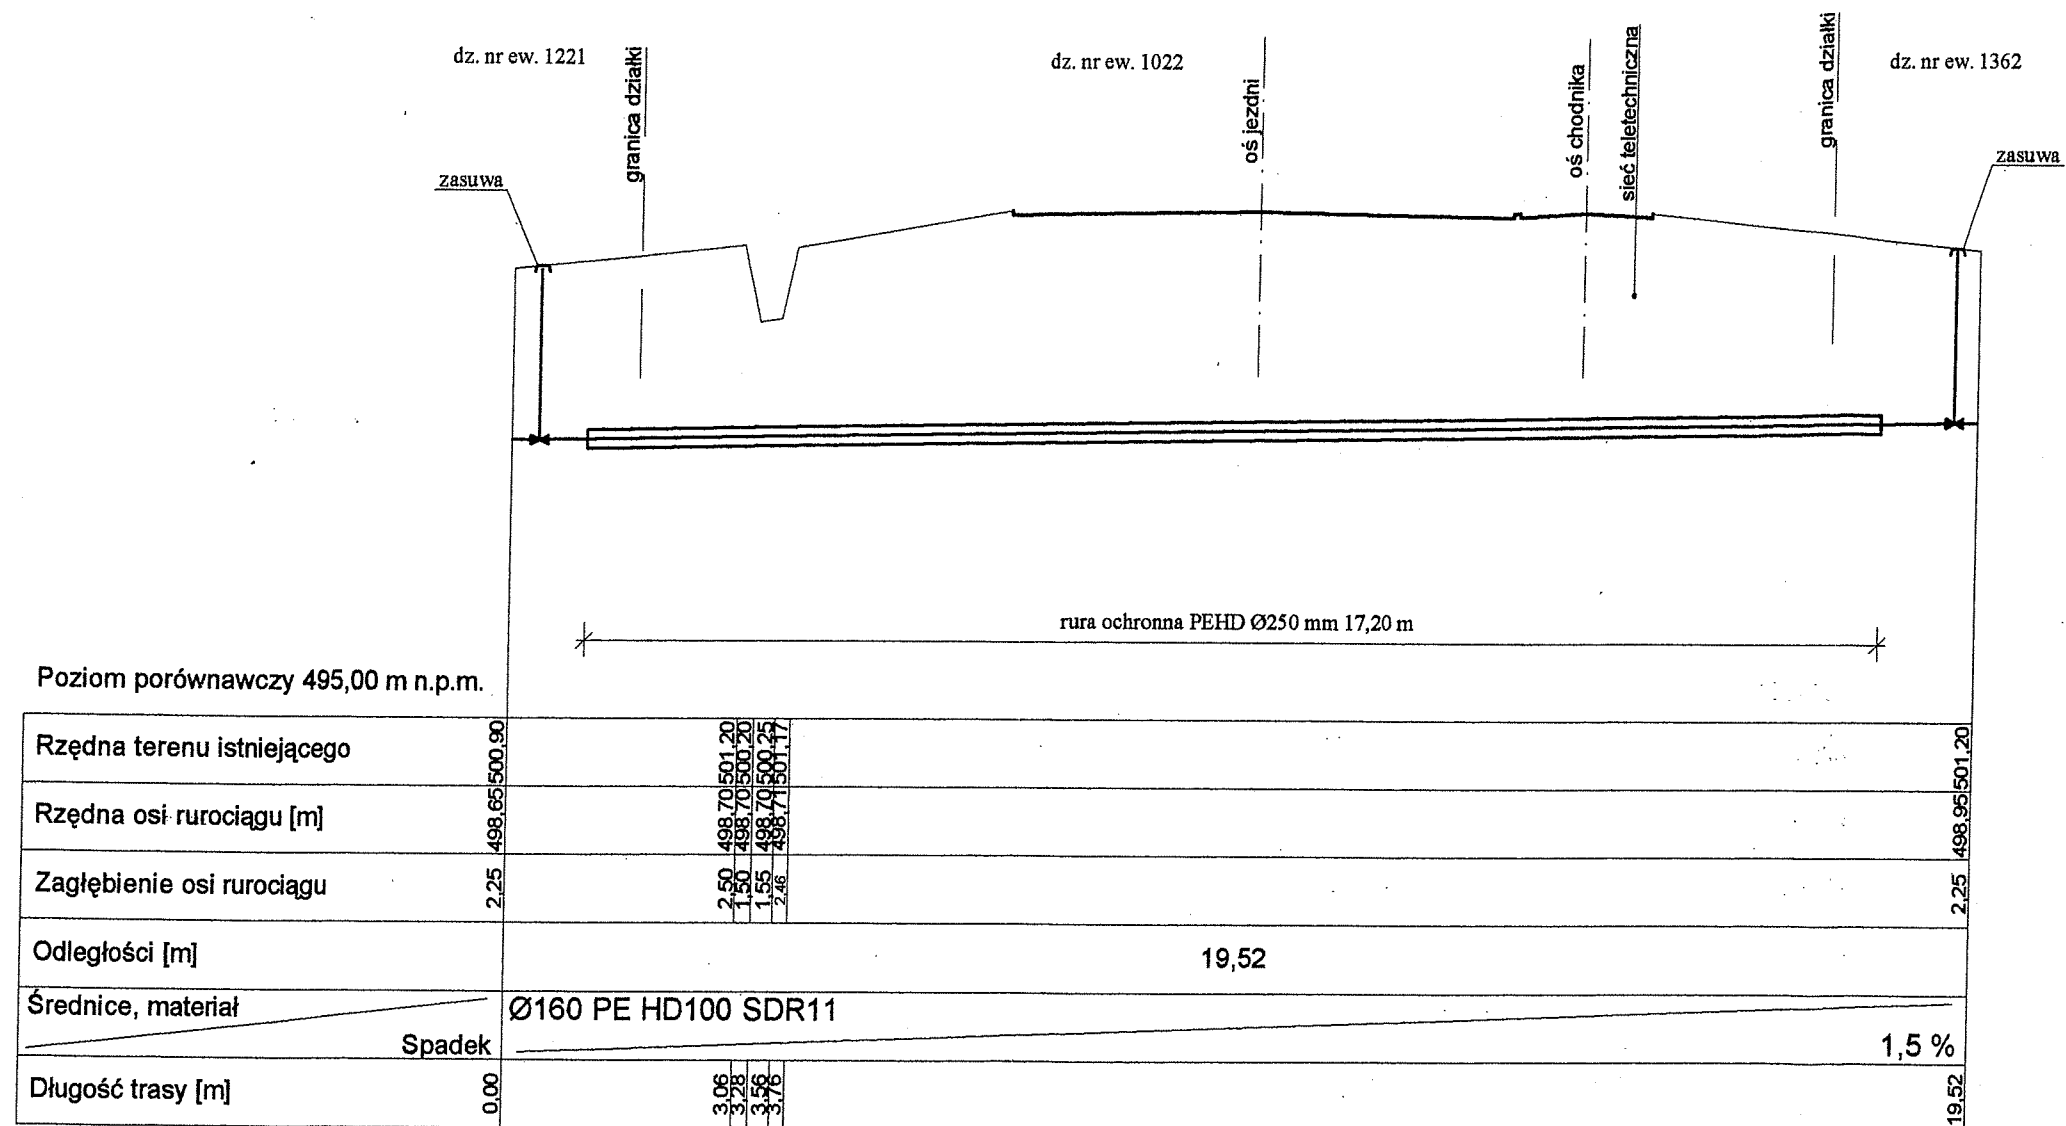 dz. nr ew. 1221
granica działki
dz. nr ew. 1022
oś jezdni
oś chodnika
sieć teletechniczna
granica działki
dz. nr ew. 1362
zasuwa
zasuwa
rura ochronna PEHD Ø250 mm 17,20 m
Poziom porównawczy 495,00 m n.p.m.
Rzędna terenu istniejącego 500,90 501,20 500,20 500,25 501,17 501,20
Rzędna osi rurociągu [m] 498,65 498,70 498,70 498,70 498,71 498,95
Zagłębienie osi rurociągu 2,25 2,50 1,50 1,55 2,46 2,25
Odległości [m] 19,52
Średnice, materiał Ø160 PE HD100 SDR11
Spadek 1,5 %
Długość trasy [m] 0,00 3,06 3,28 3,56 3,76 19,52